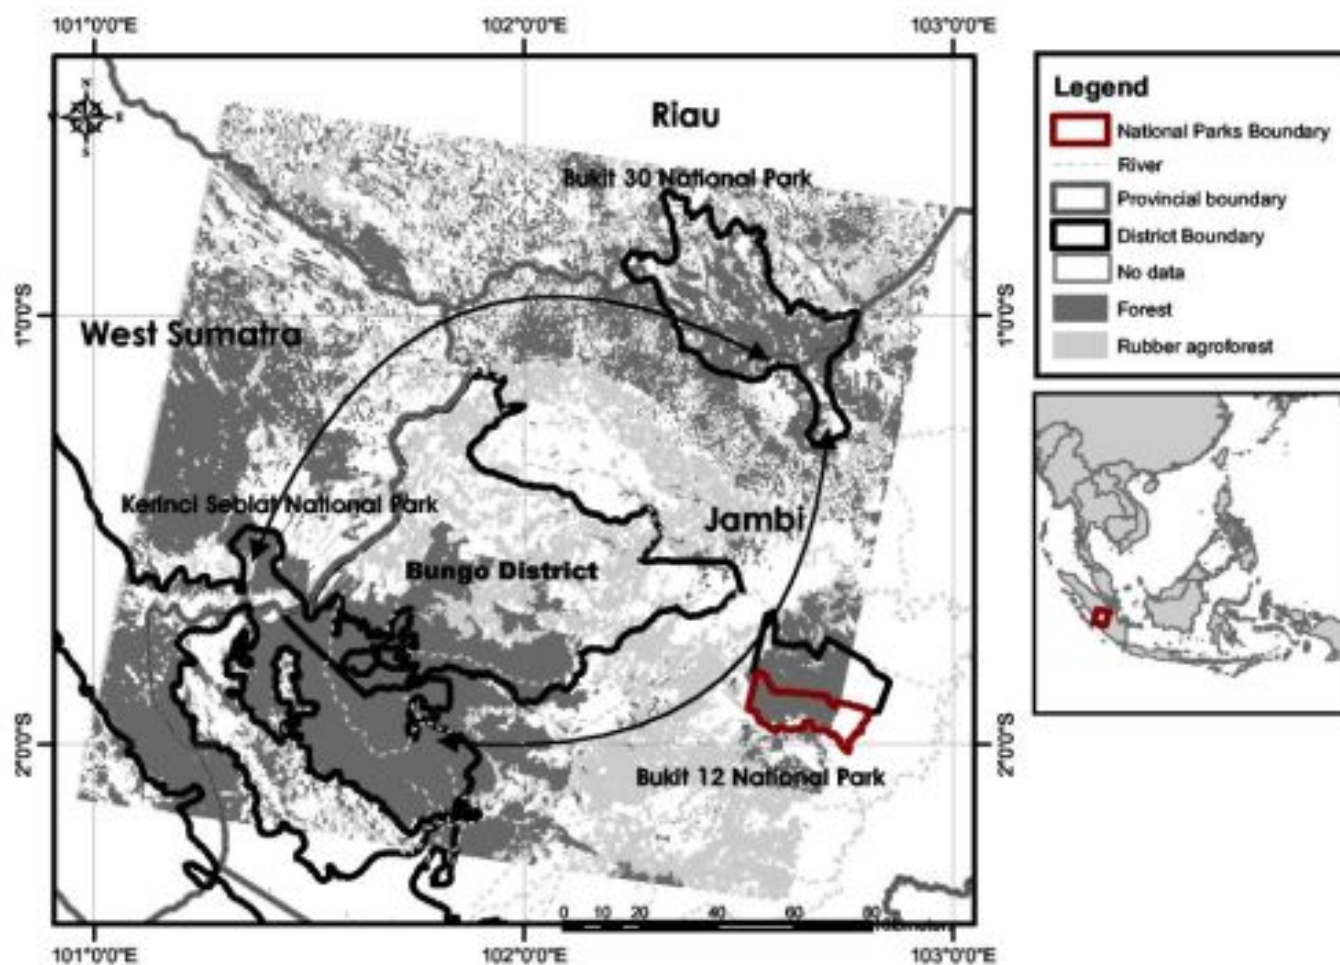 101°0'0"E
102°0'0"E
103°0'0"E
N
E
S
Riau
Bukit 30 National Park
West Sumatra
Kerinci Seblat National Park
Jambi
Bungo District
Bukit 12 National Park
1°0'0"S
2°0'0"S
1°0'0"S
2°0'0"S
0 10 20 40 60 80
101°0'0"E
102°0'0"E
103°0'0"E
Legend
National Parks Boundary
River
Provincial boundary
District Boundary
No data
Forest
Rubber agroforest